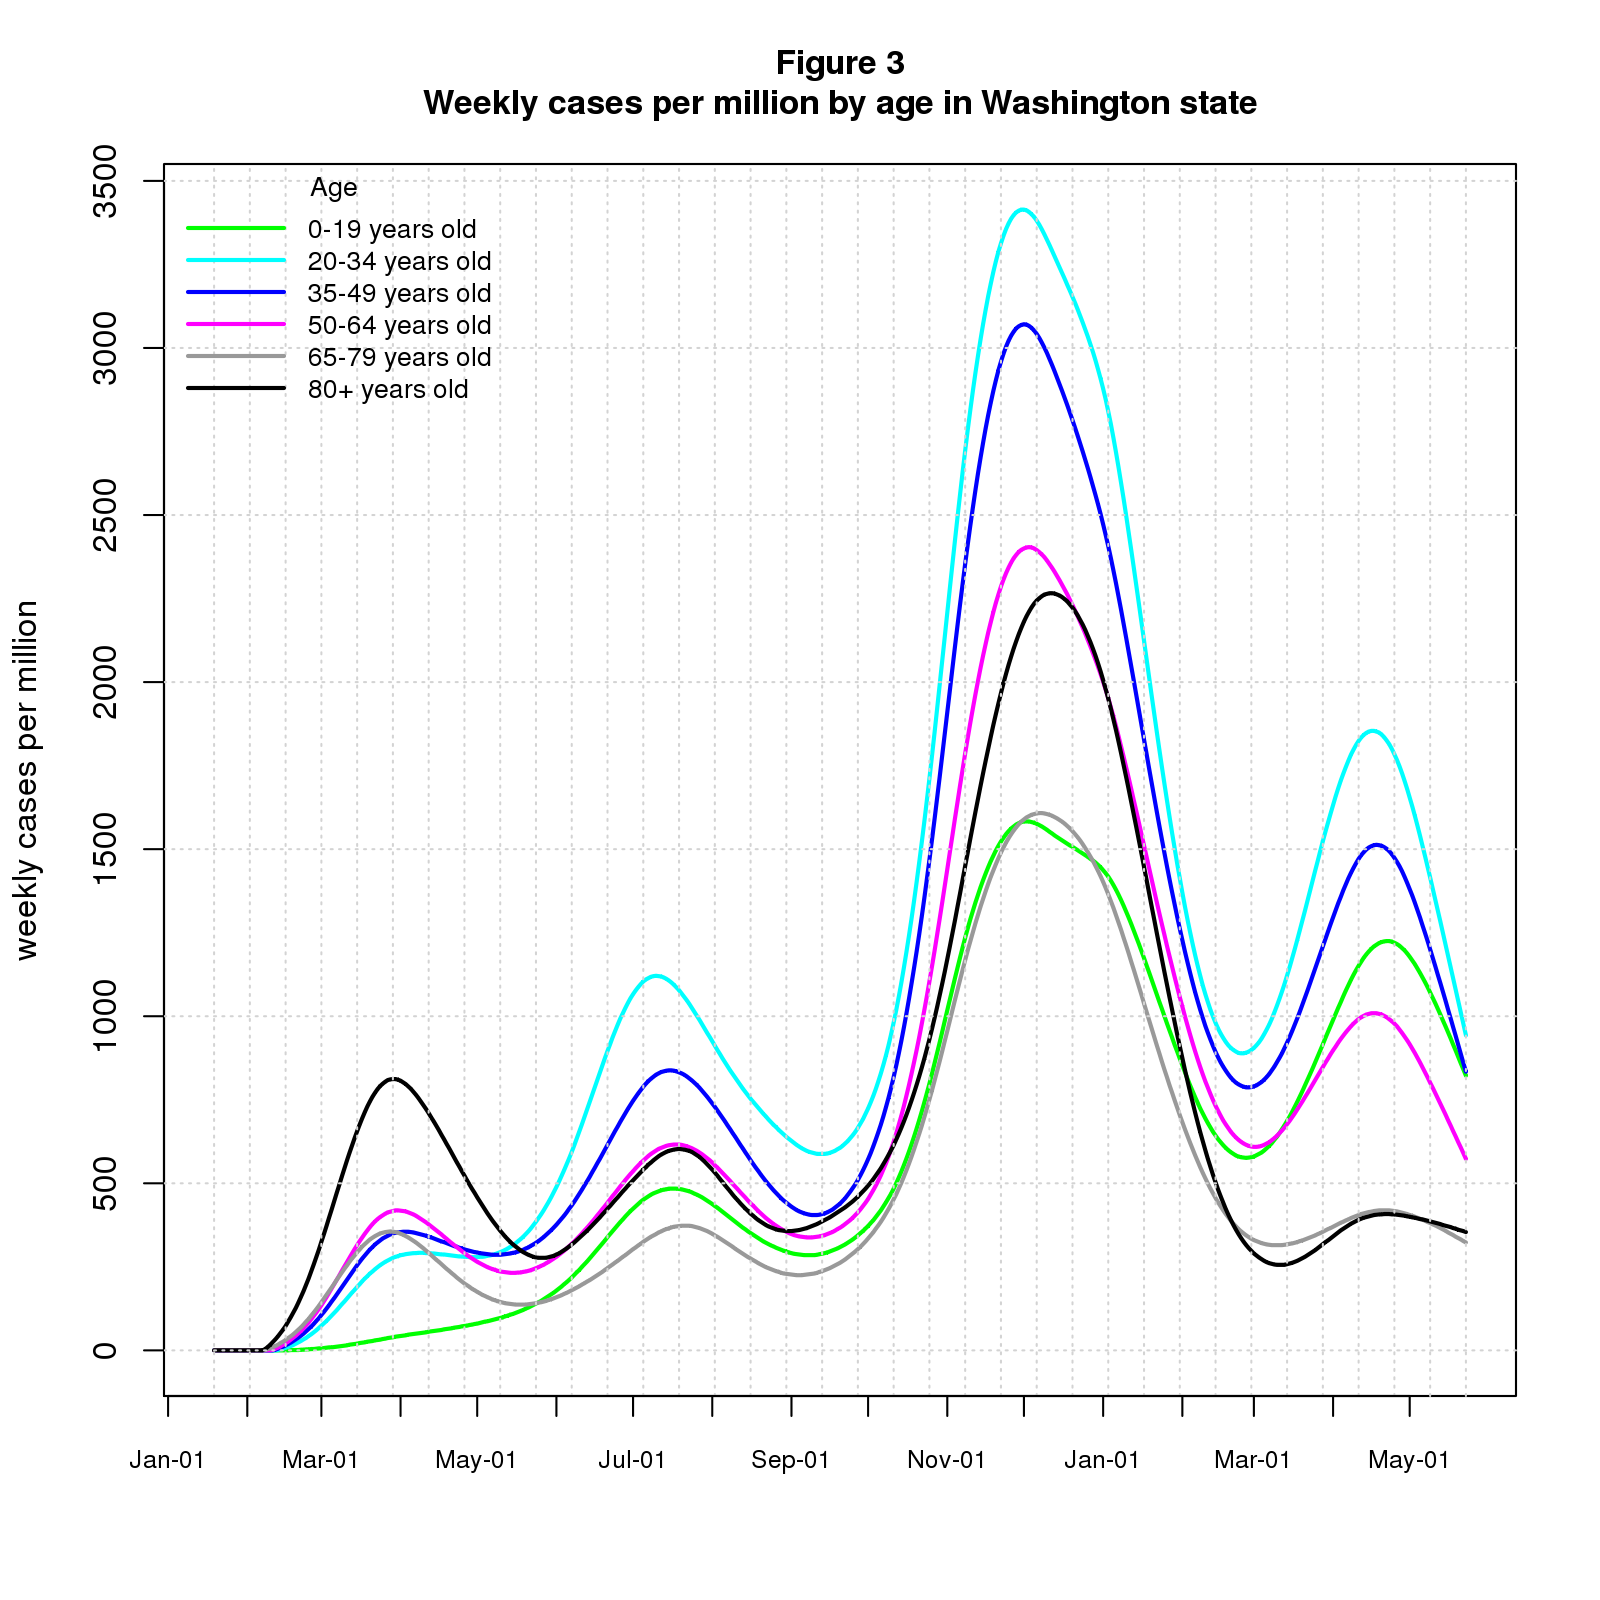 Figure 3
Weekly cases per million by age in Washington state
weekly cases per million
3500
3000
2500
2000
1500
1000
500
0
Age
0-19 years old
20-34 years old
35-49 years old
50-64 years old
65-79 years old
80+ years old
Jan-01 Mar-01 May-01 Jul-01 Sep-01 Nov-01 Jan-01 Mar-01 May-01